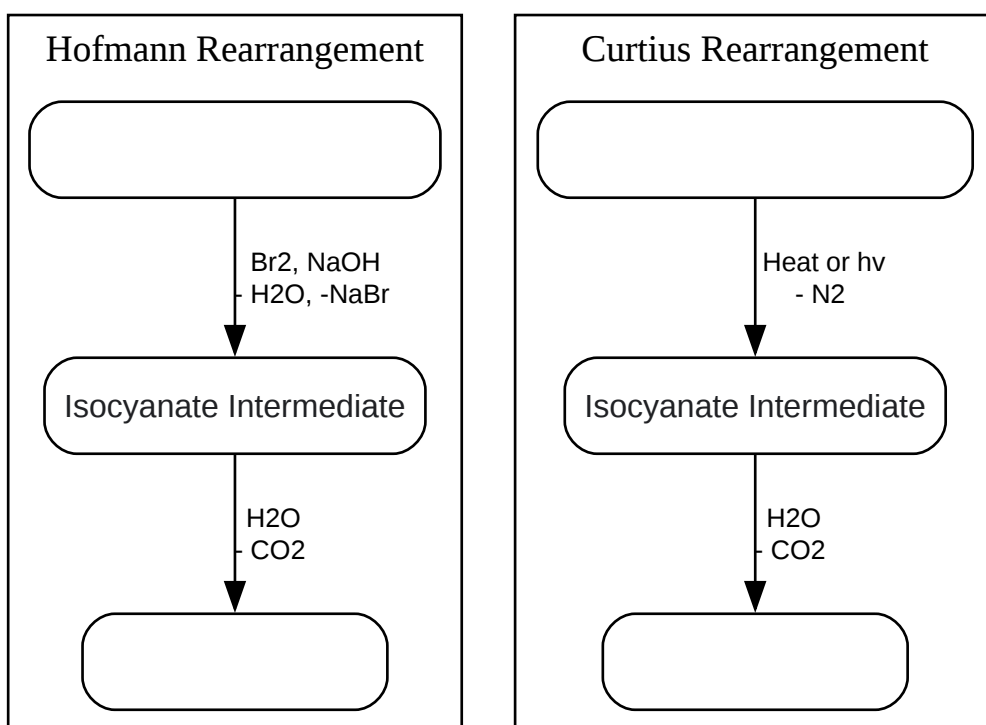 Hofmann Rearrangement
Br2, NaOH
- H2O, -NaBr
Isocyanate Intermediate
H2O
- CO2
Curtius Rearrangement
Heat or hv
- N2
Isocyanate Intermediate
H2O
- CO2